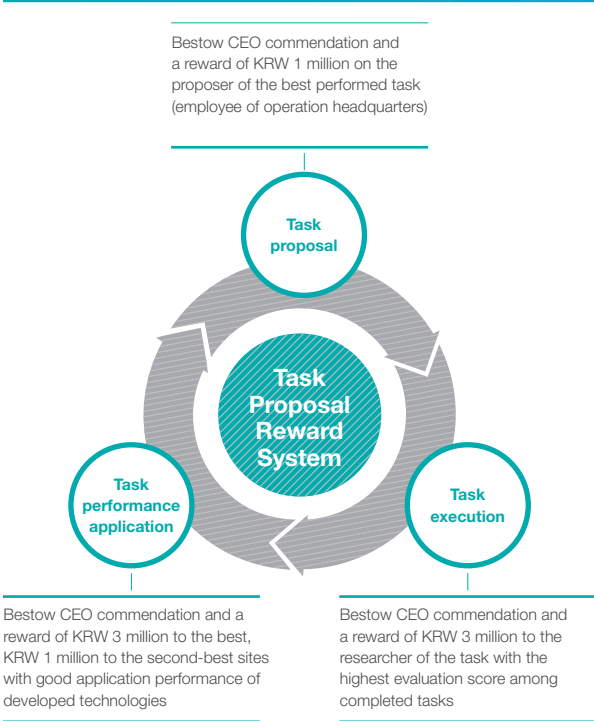 Bestow CEO commendation and
a reward of KRW 1 million on the
proposer of the best performed task
(employee of operation headquarters)
Task
proposal
Task
Proposal
Reward
System
Task
performance
application
Task
execution
Bestow CEO commendation and a
reward of KRW 3 million to the best,
KRW 1 million to the second-best sites
with good application performance of
developed technologies
Bestow CEO commendation and
a reward of KRW 3 million to the
researcher of the task with the
highest evaluation score among
completed tasks